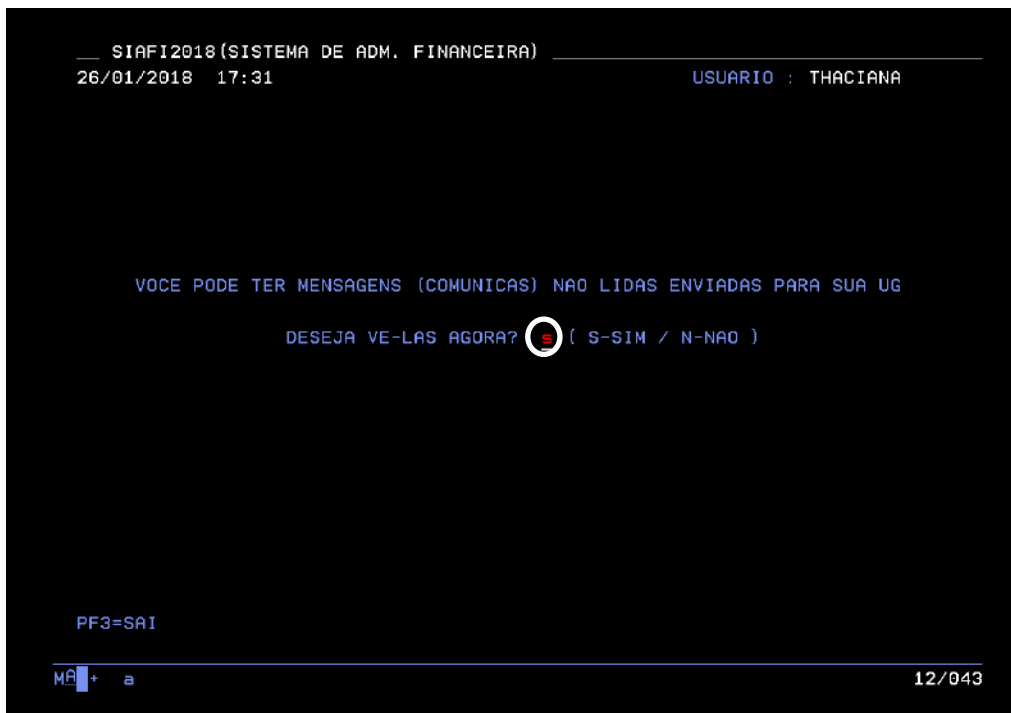 __ SIAFI2018(SISTEMA DE ADM. FINANCEIRA) __
26/01/2018 17:31 USUARIO : THACIANA
VOCE PODE TER MENSAGENS (COMUNICAS) NAO LIDAS ENVIADAS PARA SUA UG
DESEJA VE-LAS AGORA? s ( S-SIM / N-NAO )
PF3=SAI
MA + a 12/043